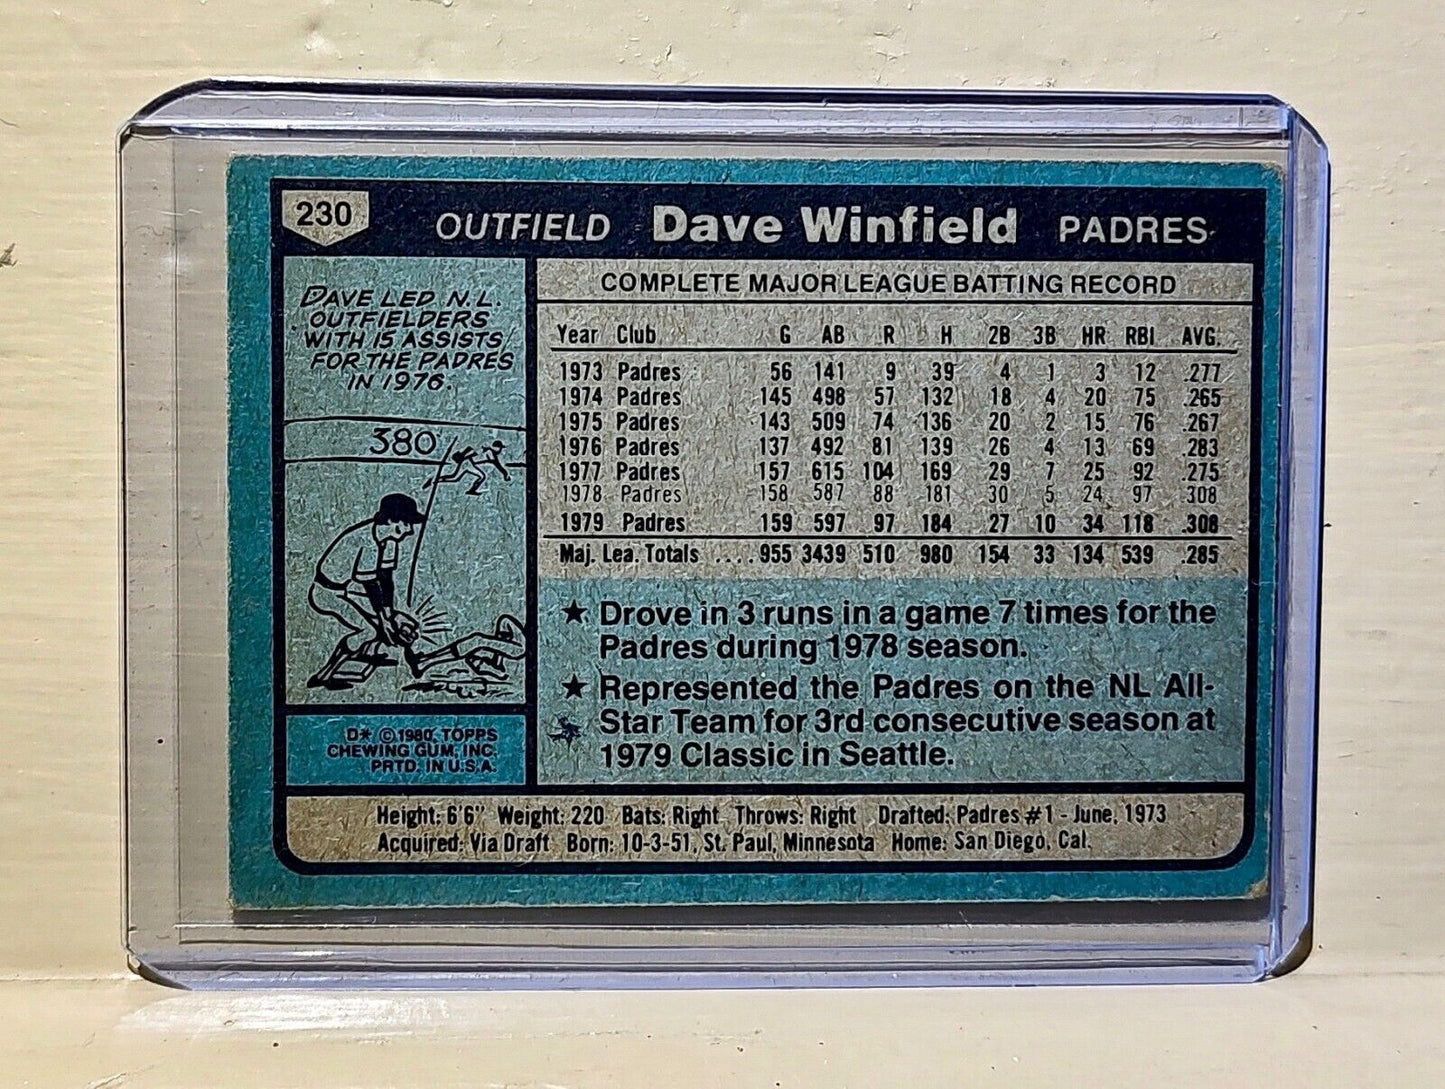 230 OUTFIELD Dave Winfield PADRES
DAVE LED N.L.
OUTFIELDERS
WITH 15 ASSISTS
FOR THE PADRES
IN 1976.
380
D* ©1980, TOPPS
CHEWING GUM, INC.
PRTD. IN U.S.A.
COMPLETE MAJOR LEAGUE BATTING RECORD
Year Club G AB R H 2B 3B HR RBI AVG.
1973 Padres 56 141 9 39 4 1 3 12 .277
1974 Padres 145 498 57 132 18 4 20 75 .265
1975 Padres 143 509 74 136 20 2 15 76 .267
1976 Padres 137 492 81 139 26 4 13 69 .283
1977 Padres 157 615 104 169 29 7 25 92 .275
1978 Padres 158 587 88 181 30 5 24 97 .308
1979 Padres 159 597 97 184 27 10 34 118 .308
Maj. Lea. Totals ....955 3439 510 980 154 33 134 539 .285
★ Drove in 3 runs in a game 7 times for the
Padres during 1978 season.
★ Represented the Padres on the NL All-
Star Team for 3rd consecutive season at
1979 Classic in Seattle.
Height: 6'6" Weight: 220 Bats: Right Throws: Right Drafted: Padres #1 - June, 1973
Acquired: Via Draft Born: 10-3-51, St. Paul, Minnesota Home: San Diego, Cal.